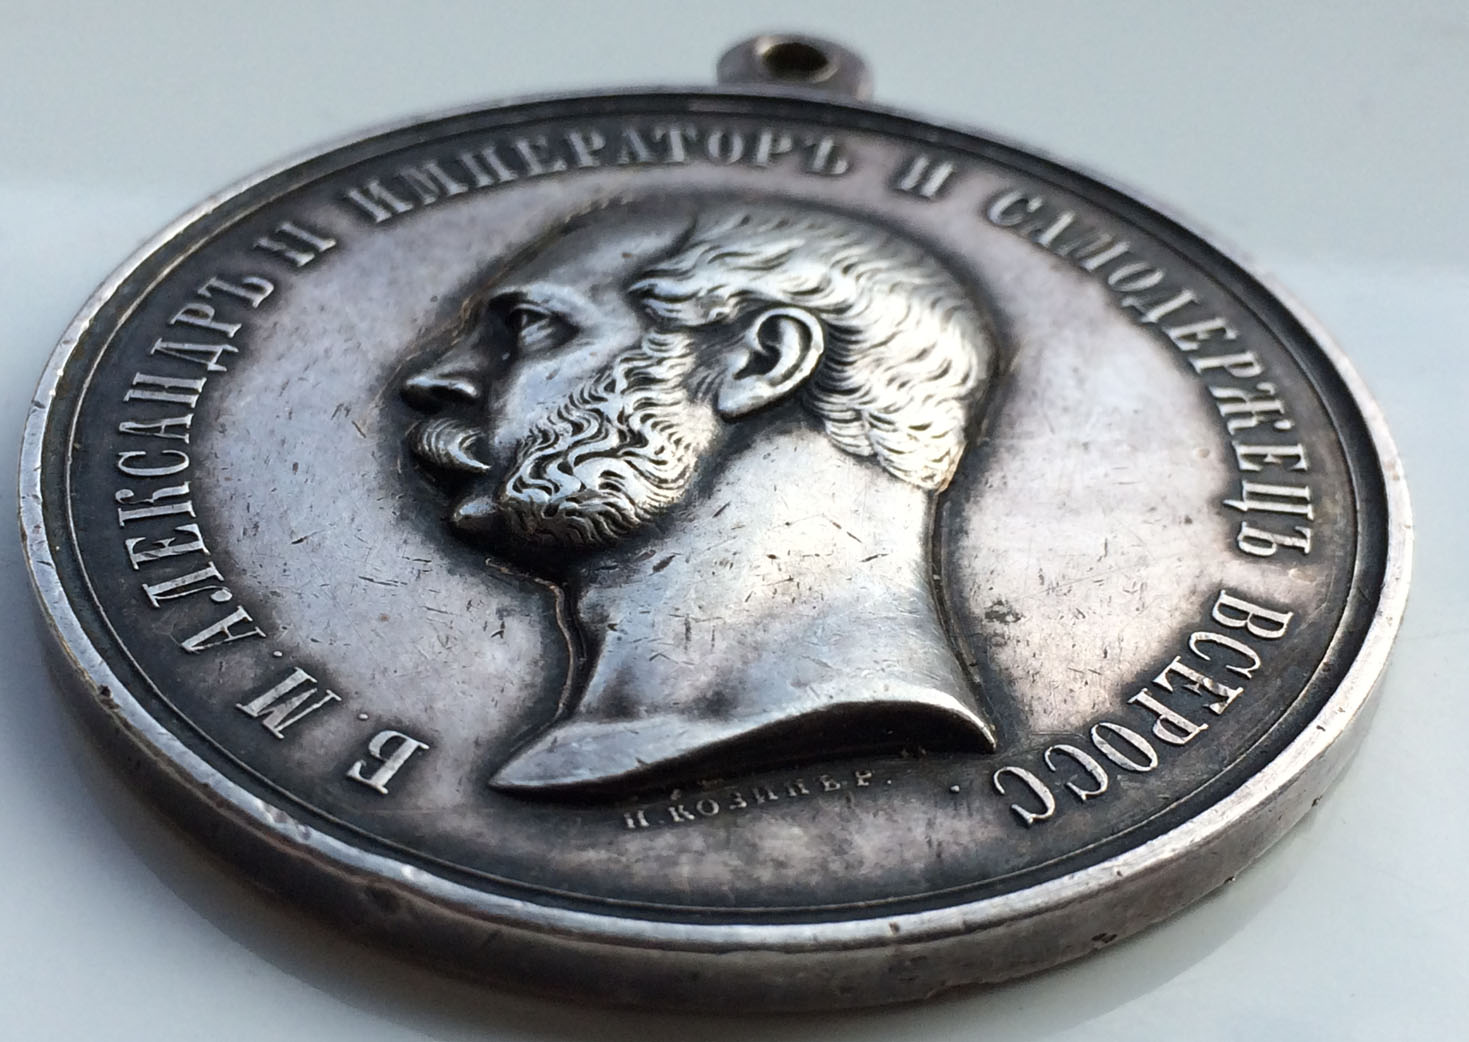 Б. М. АЛЕКСАНДРЪ II ИМПЕРАТОРЪ И САМОДЕРЖЕЦЪ ВСЕРОСС.
Н. КОЗИНЪ Р.